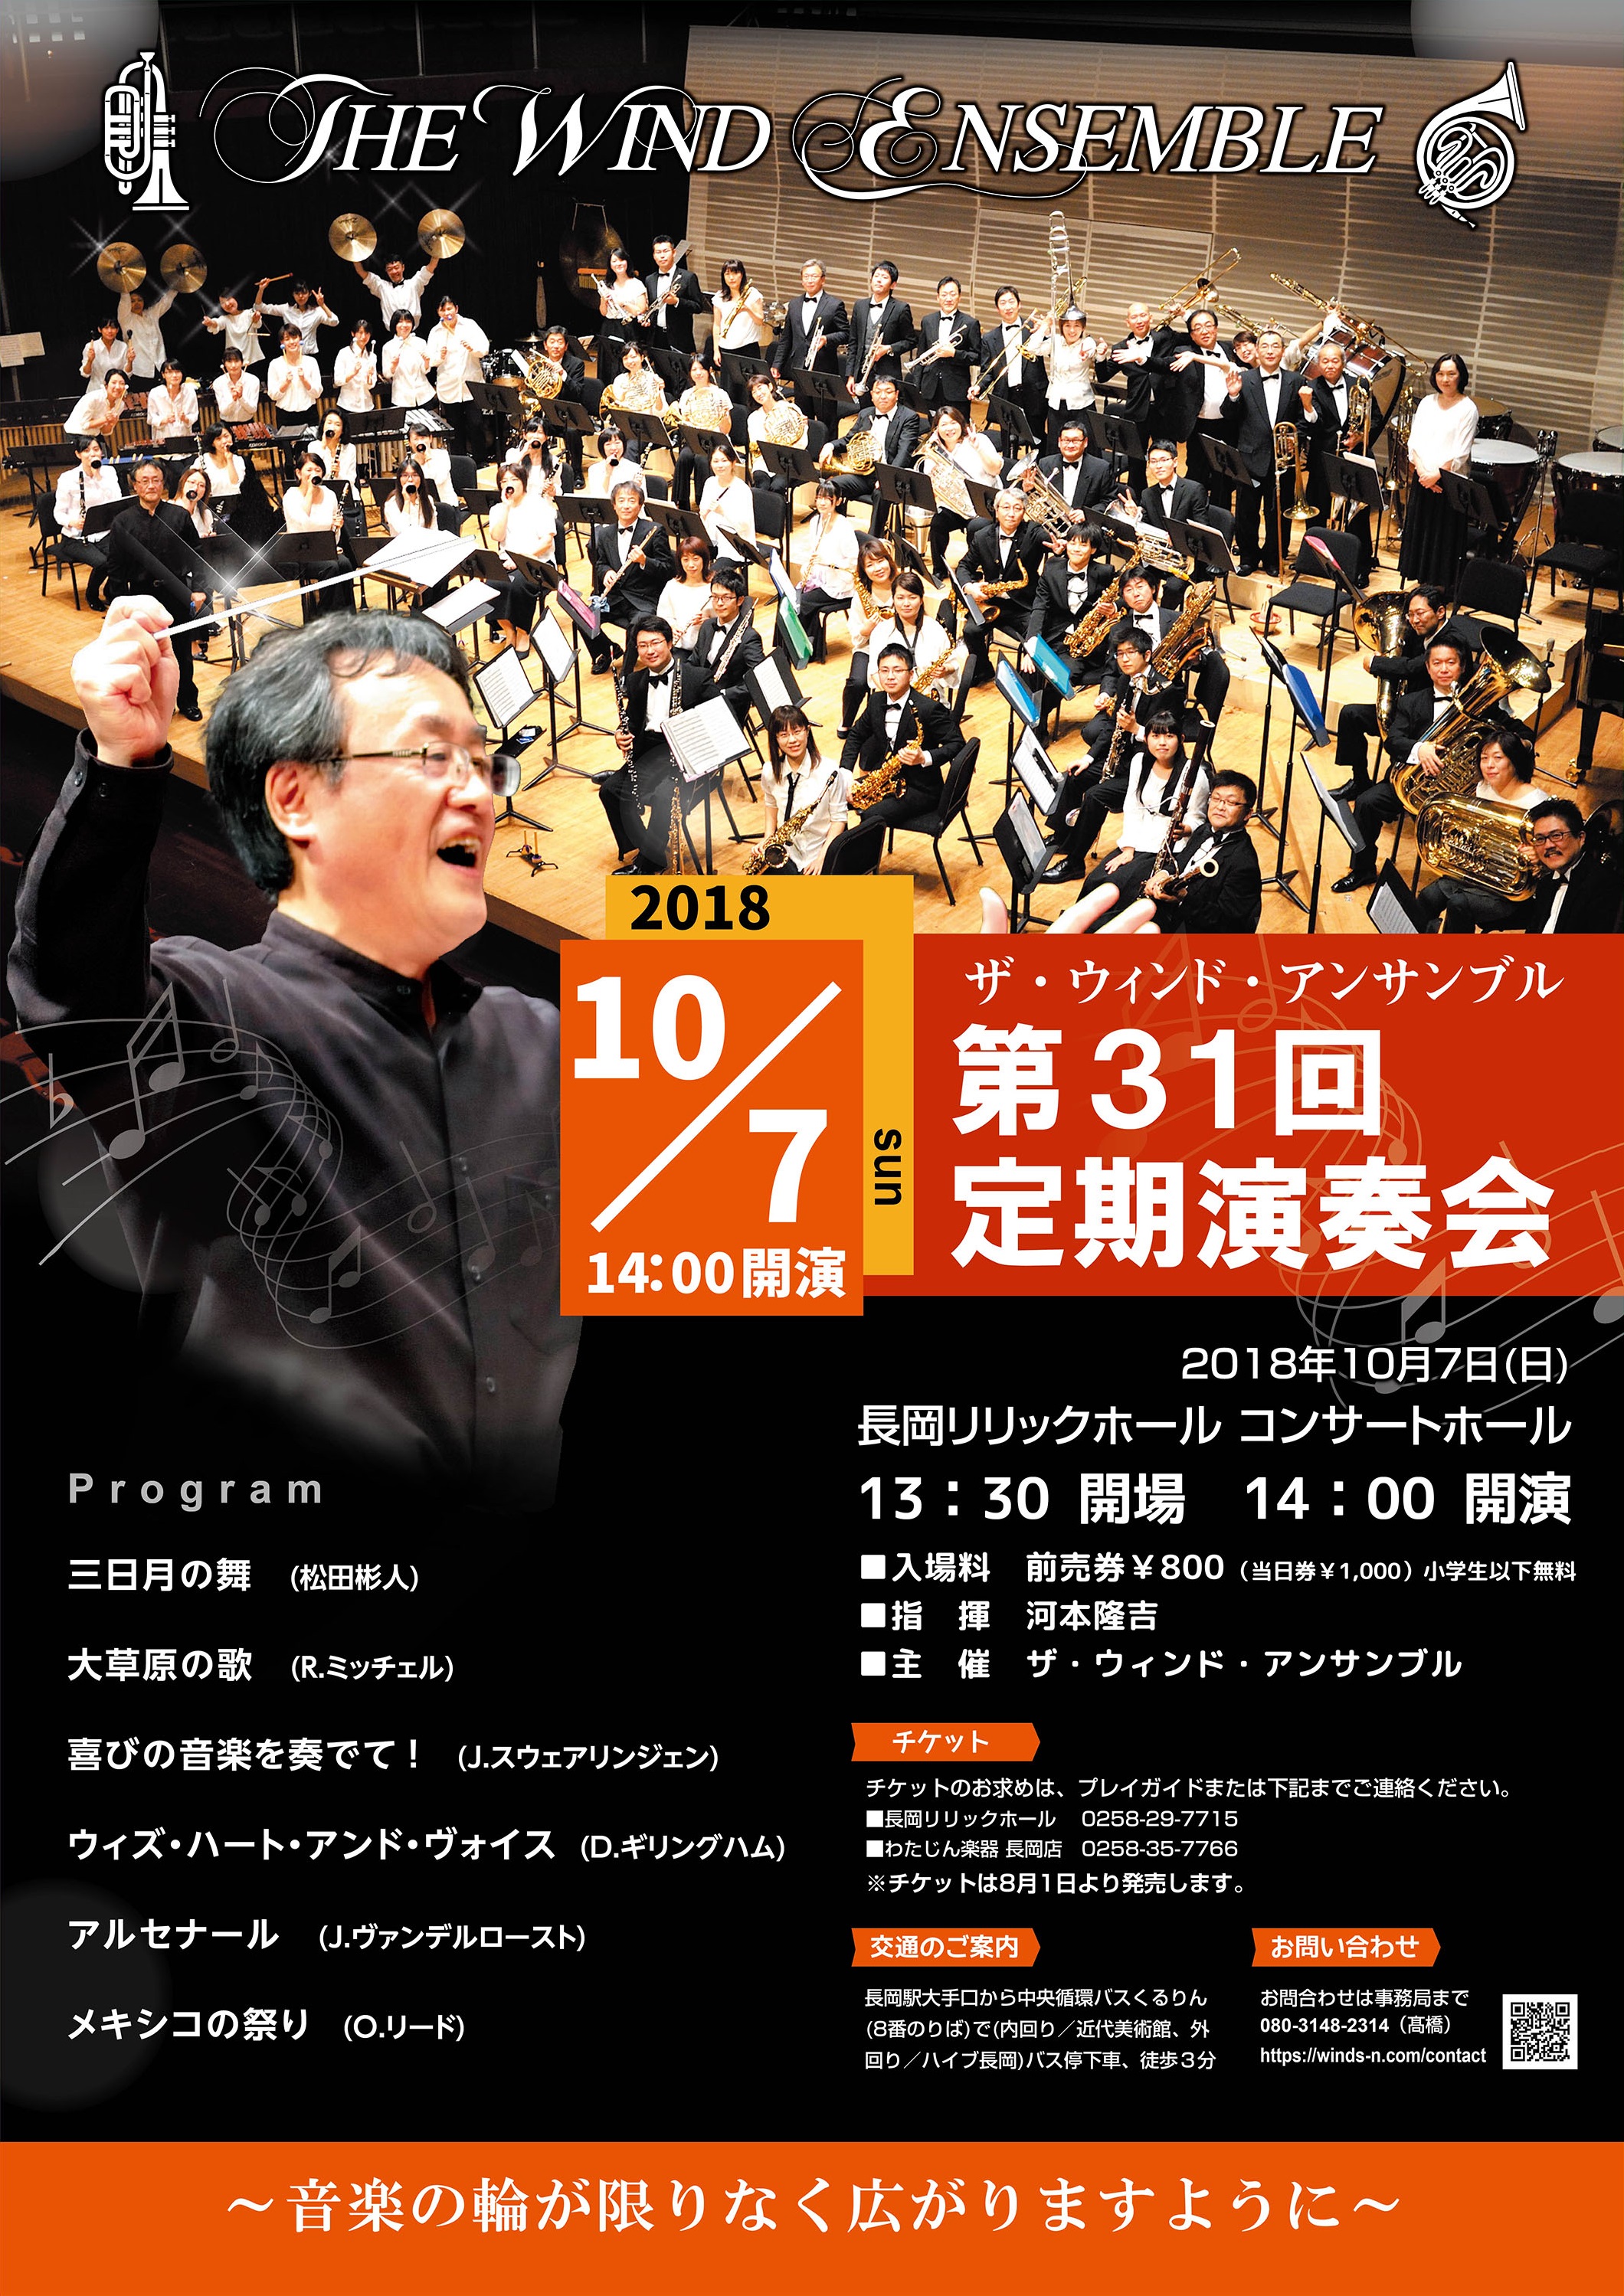 THE WIND ENSEMBLE
2018
10/7
sun
14:00開演
ザ・ウィンド・アンサンブル
第31回
定期演奏会
2018年10月7日(日)
長岡リリックホール コンサートホール
13：30 開場　14：00 開演
■入場料　前売券￥800（当日券￥1,000）小学生以下無料
■指　揮　河本隆吉
■主　催　ザ・ウィンド・アンサンブル
Program
三日月の舞　(松田彬人)
大草原の歌　(R.ミッチェル)
喜びの音楽を奏でて！　(J.スウェアリンジェン)
ウィズ・ハート・アンド・ヴォイス　(D.ギリングハム)
アルセナール　(J.ヴァンデルロースト)
メキシコの祭り　(O.リード)
チケット
チケットのお求めは、プレイガイドまたは下記までご連絡ください。
■長岡リリックホール　0258-29-7715
■わたじん楽器 長岡店　0258-35-7766
※チケットは8月1日より発売します。
交通のご案内
長岡駅大手口から中央循環バスくるりん
(8番のりば)で(内回り／近代美術館、外
回り／ハイブ長岡)バス停下車、徒歩３分
お問い合わせ
お問合わせは事務局まで
080-3148-2314（髙橋）
https://winds-n.com/contact
～音楽の輪が限りなく広がりますように～